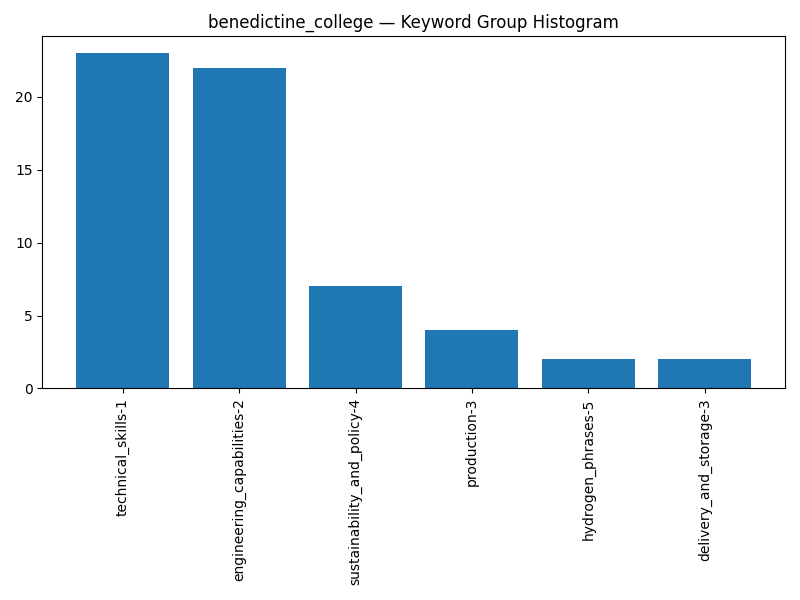 benedictine_college — Keyword Group Histogram
20
15
10
5
0
technical_skills-1
engineering_capabilities-2
sustainability_and_policy-4
production-3
hydrogen_phrases-5
delivery_and_storage-3